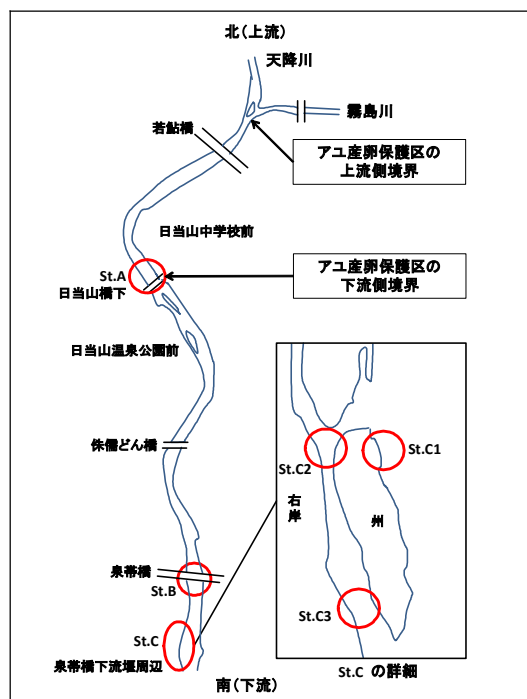 北(上流)
天降川
霧島川
若鮎橋
アユ産卵保護区の
上流側境界
日当山中学校前
St.A
アユ産卵保護区の
下流側境界
日当山橋下
日当山温泉公園前
St.C1
St.C2
侏儒どん橋
右
岸
州
泉帯橋
St.B
St.C3
St.C
泉帯橋下流堰周辺
St.C の詳細
南(下流)